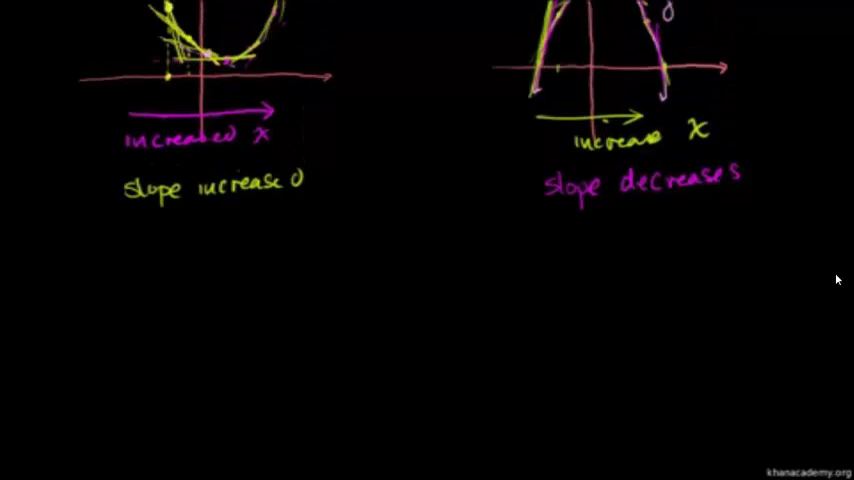 increased x
slope increased
increase x
slope decreases
khanacademy.org